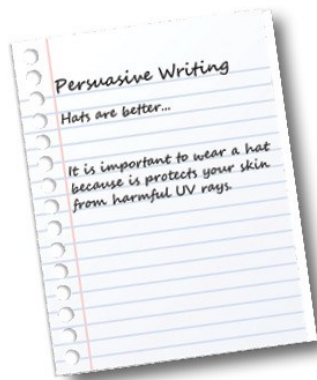 Persuasive Writing
Hats are better...
It is important to wear a hat
because is protects your skin
from harmful UV rays.